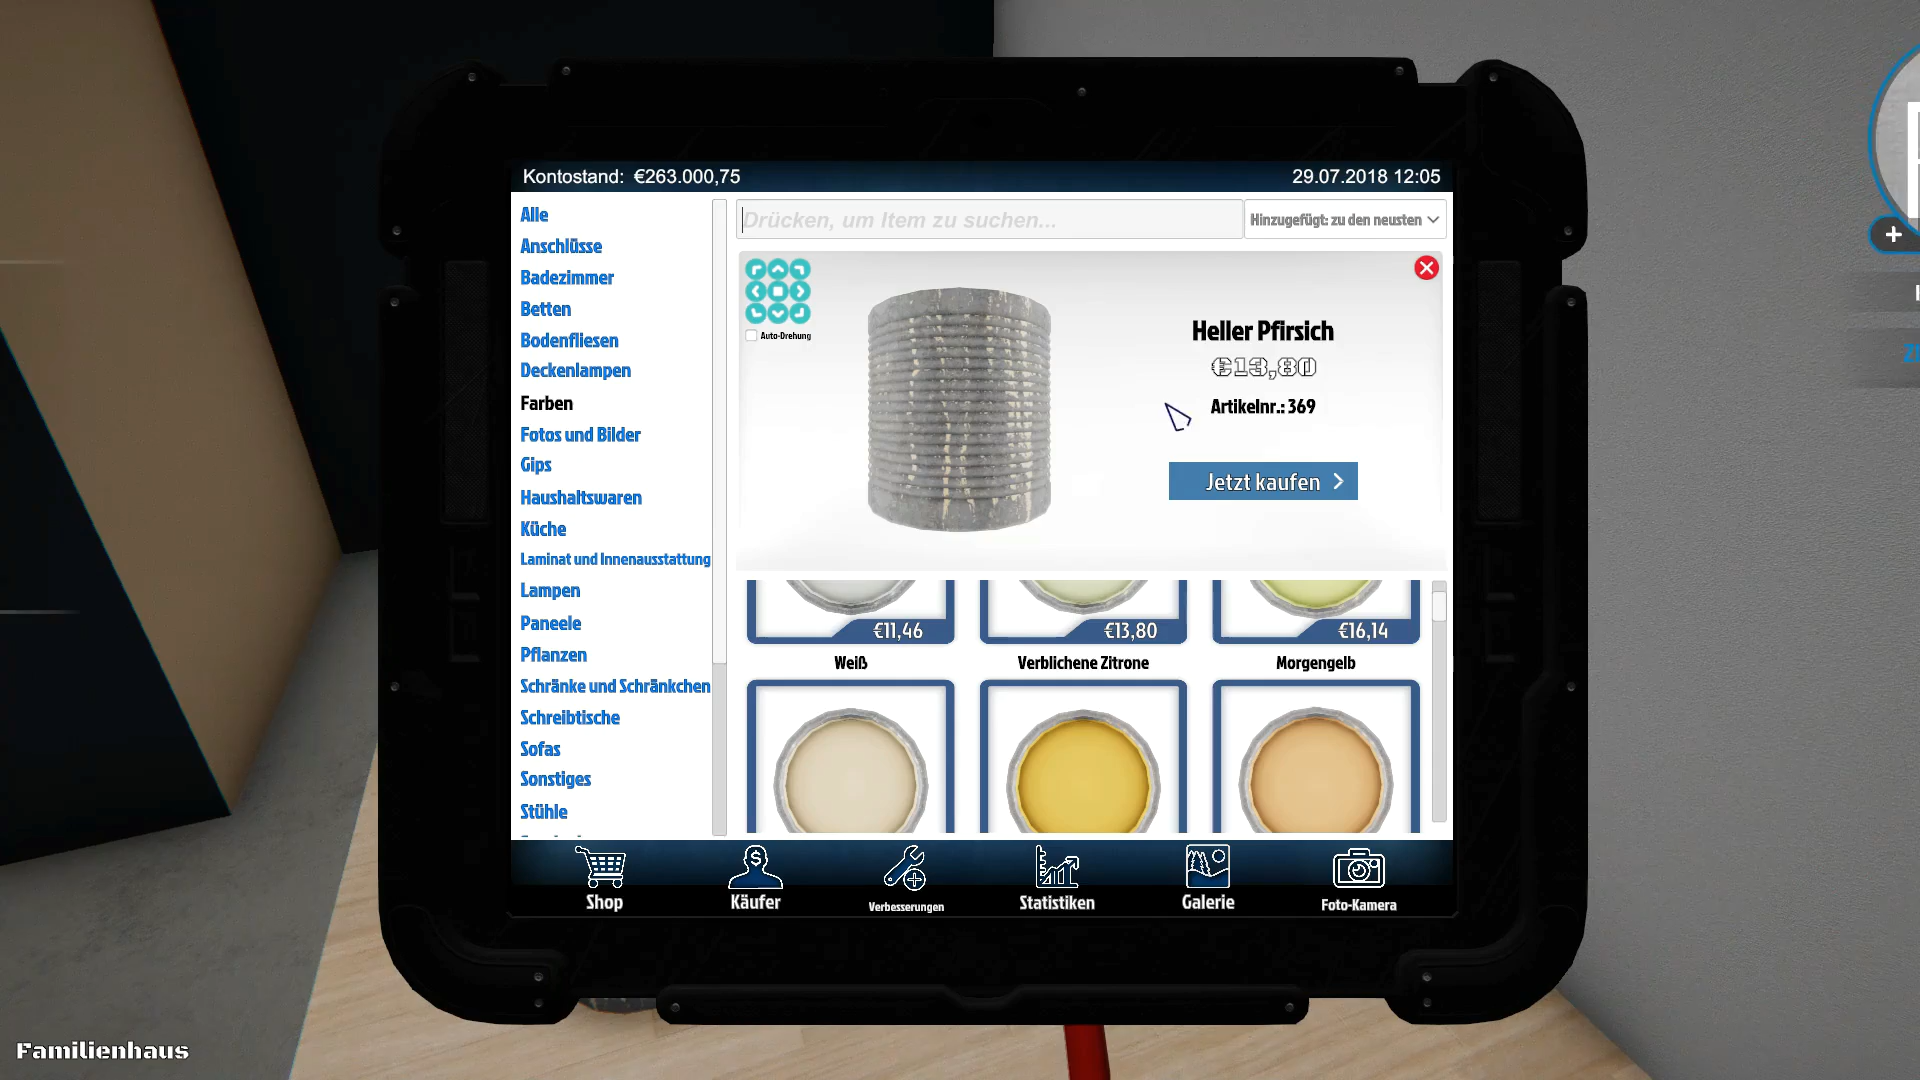 Kontostand: €263.000,75
29.07.2018 12:05
Alle
Anschlüsse
Badezimmer
Betten
Bodenfliesen
Deckenlampen
Farben
Fotos und Bilder
Gips
Haushaltswaren
Küche
Laminat und Innenausstattung
Lampen
Paneele
Pflanzen
Schränke und Schränkchen
Schreibtische
Sofas
Sonstiges
Stühle
Drücken, um Item zu suchen...
Hinzugefügt: zu den neusten
Auto-Drehung
Heller Pfirsich
€13,80
Artikelnr.: 369
Jetzt kaufen
€11,46
€13,80
€16,14
Weiß
Verblichene Zitrone
Morgengelb
Shop
Käufer
Verbesserungen
Statistiken
Galerie
Foto-Kamera
Familienhaus